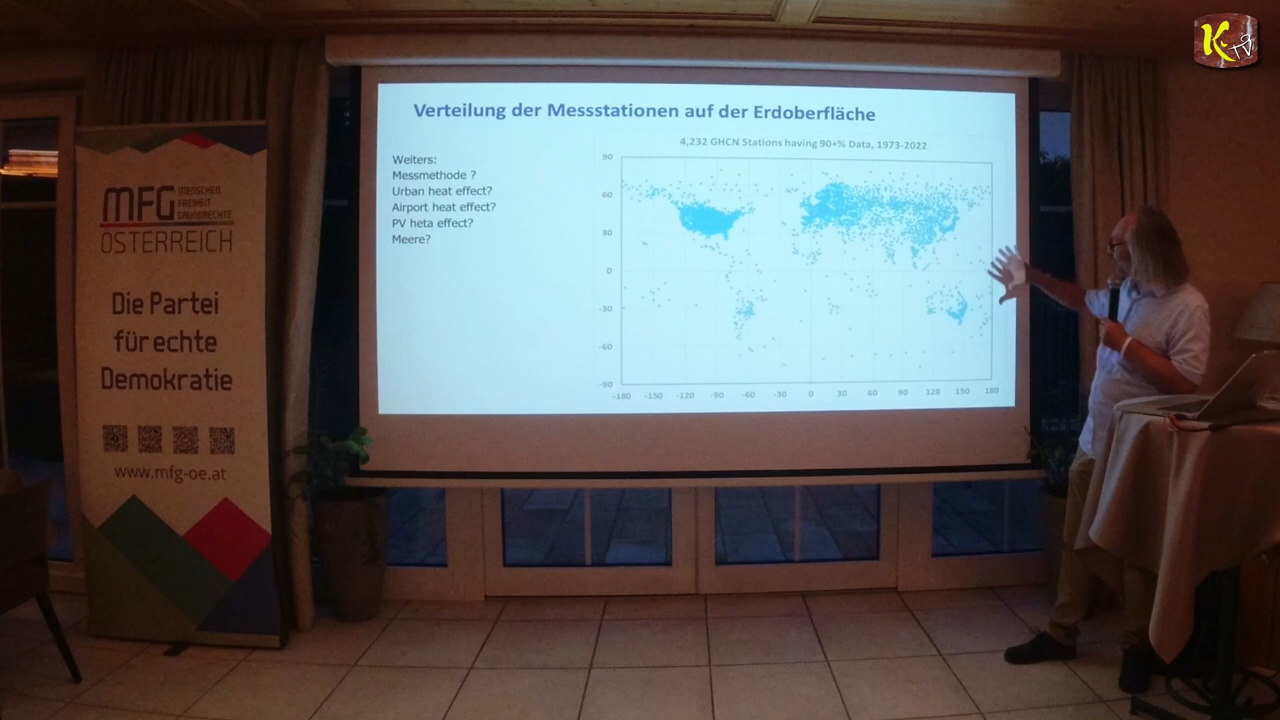 K TV
MFG MENSCHEN
FREIHEIT
GRUNDRECHTE
ÖSTERREICH
Die Partei
für echte
Demokratie
www.mfg-oe.at
Verteilung der Messstationen auf der Erdoberfläche
Weiters:
Messmethode ?
Urban heat effect?
Airport heat effect?
PV heta effect?
Meere?
4,232 GHCN Stations having 90+% Data, 1973-2022
90
60
30
0
-30
-60
-90
-180 -150 -120 -90 -60 -30 0 30 60 90 120 150 180